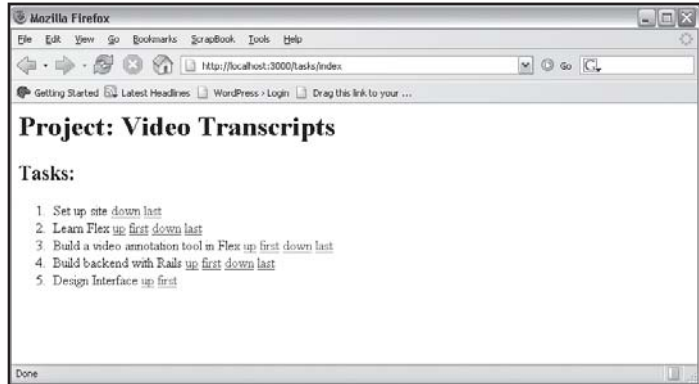 Mozilla Firefox
File Edit View Go Bookmarks ScrapBook Tools Help
http://localhost:3000/tasks/index Go
Getting Started Latest Headlines WordPress › Login Drag this link to your ...
Project: Video Transcripts
Tasks:
1. Set up site down last
2. Learn Flex up first down last
3. Build a video annotation tool in Flex up first down last
4. Build backend with Rails up first down last
5. Design Interface up first
Done